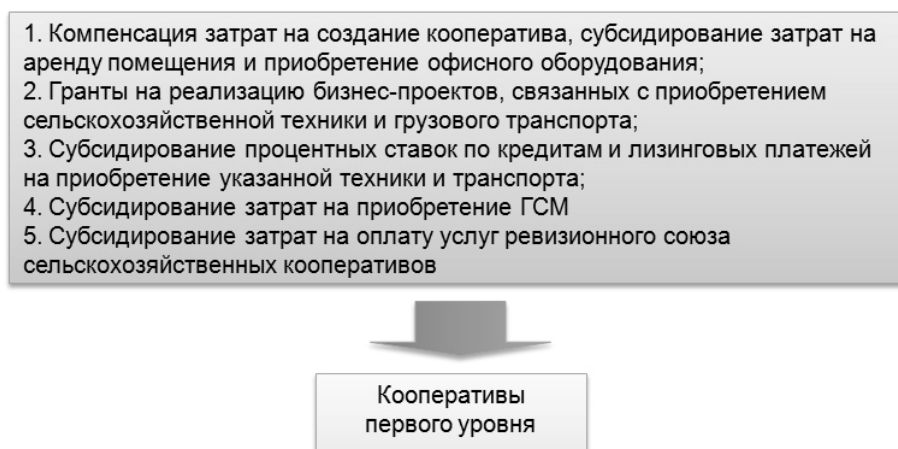 1. Компенсация затрат на создание кооператива, субсидирование затрат на
аренду помещения и приобретение офисного оборудования;
2. Гранты на реализацию бизнес-проектов, связанных с приобретением
сельскохозяйственной техники и грузового транспорта;
3. Субсидирование процентных ставок по кредитам и лизинговых платежей
на приобретение указанной техники и транспорта;
4. Субсидирование затрат на приобретение ГСМ
5. Субсидирование затрат на оплату услуг ревизионного союза
сельскохозяйственных кооперативов
Кооперативы
первого уровня